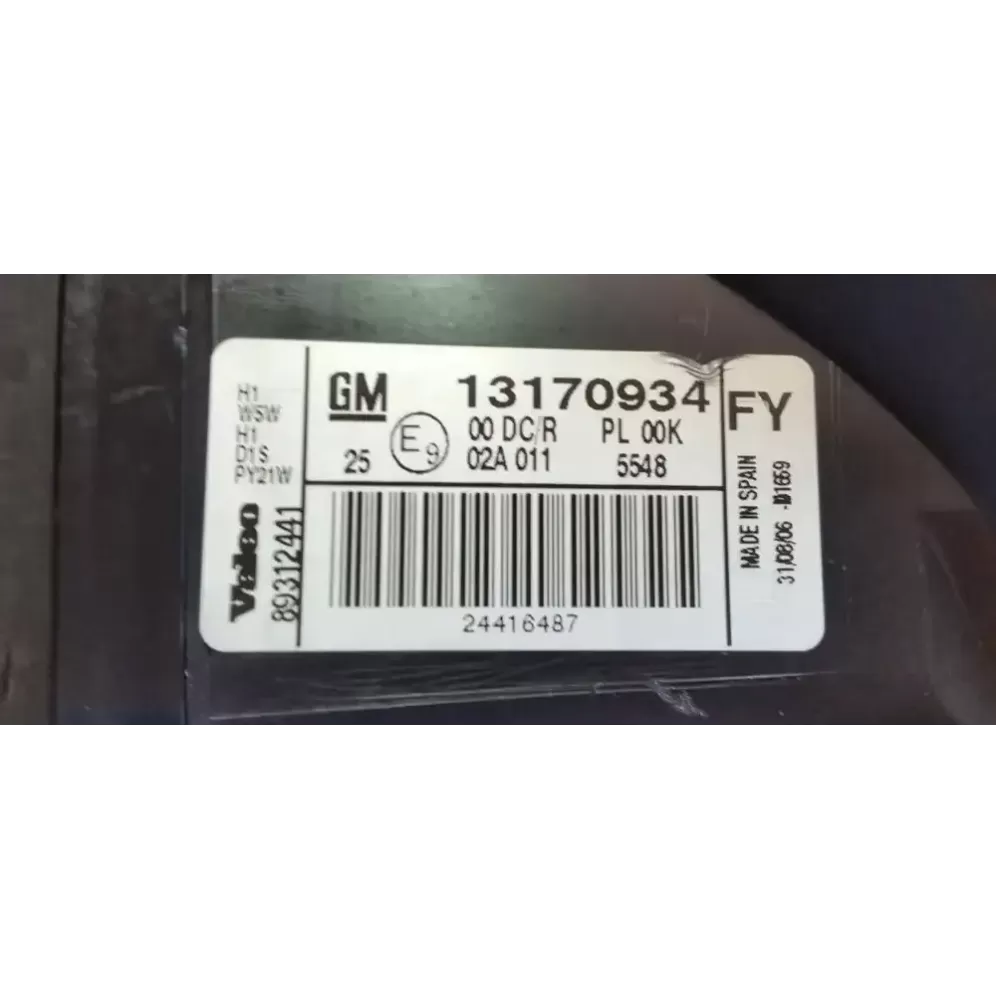 H1
W5W
H1
D1S
PY21W
Valeo
89312441
GM 13170934
25 E9 00 DC/R PL 00K
02A 011 5548
24416487
FY
MADE IN SPAIN
31/08/06